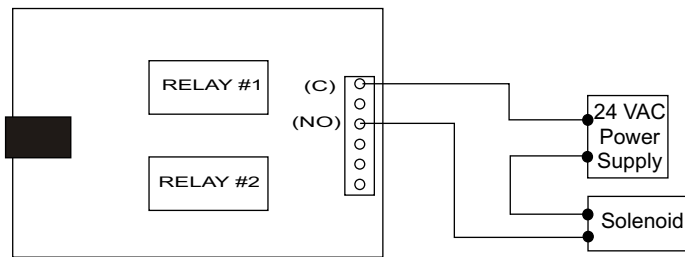 RELAY #1
(C)
(NO)
RELAY #2
24 VAC
Power
Supply
Solenoid